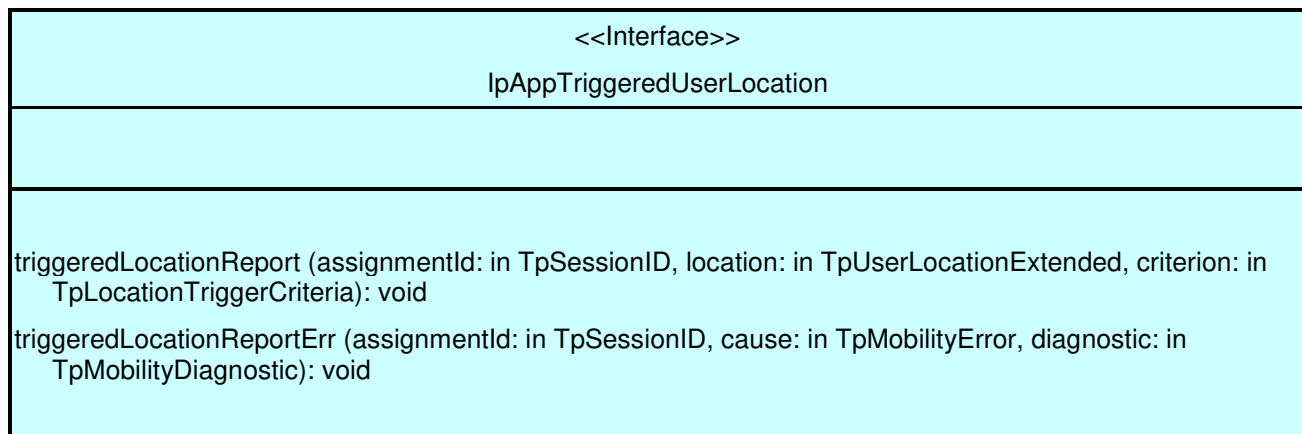 <<Interface>>
IpAppTriggeredUserLocation
triggeredLocationReport (assignmentId: in TpSessionID, location: in TpUserLocationExtended, criterion: in
TpLocationTriggerCriteria): void
triggeredLocationReportErr (assignmentId: in TpSessionID, cause: in TpMobilityError, diagnostic: in
TpMobilityDiagnostic): void